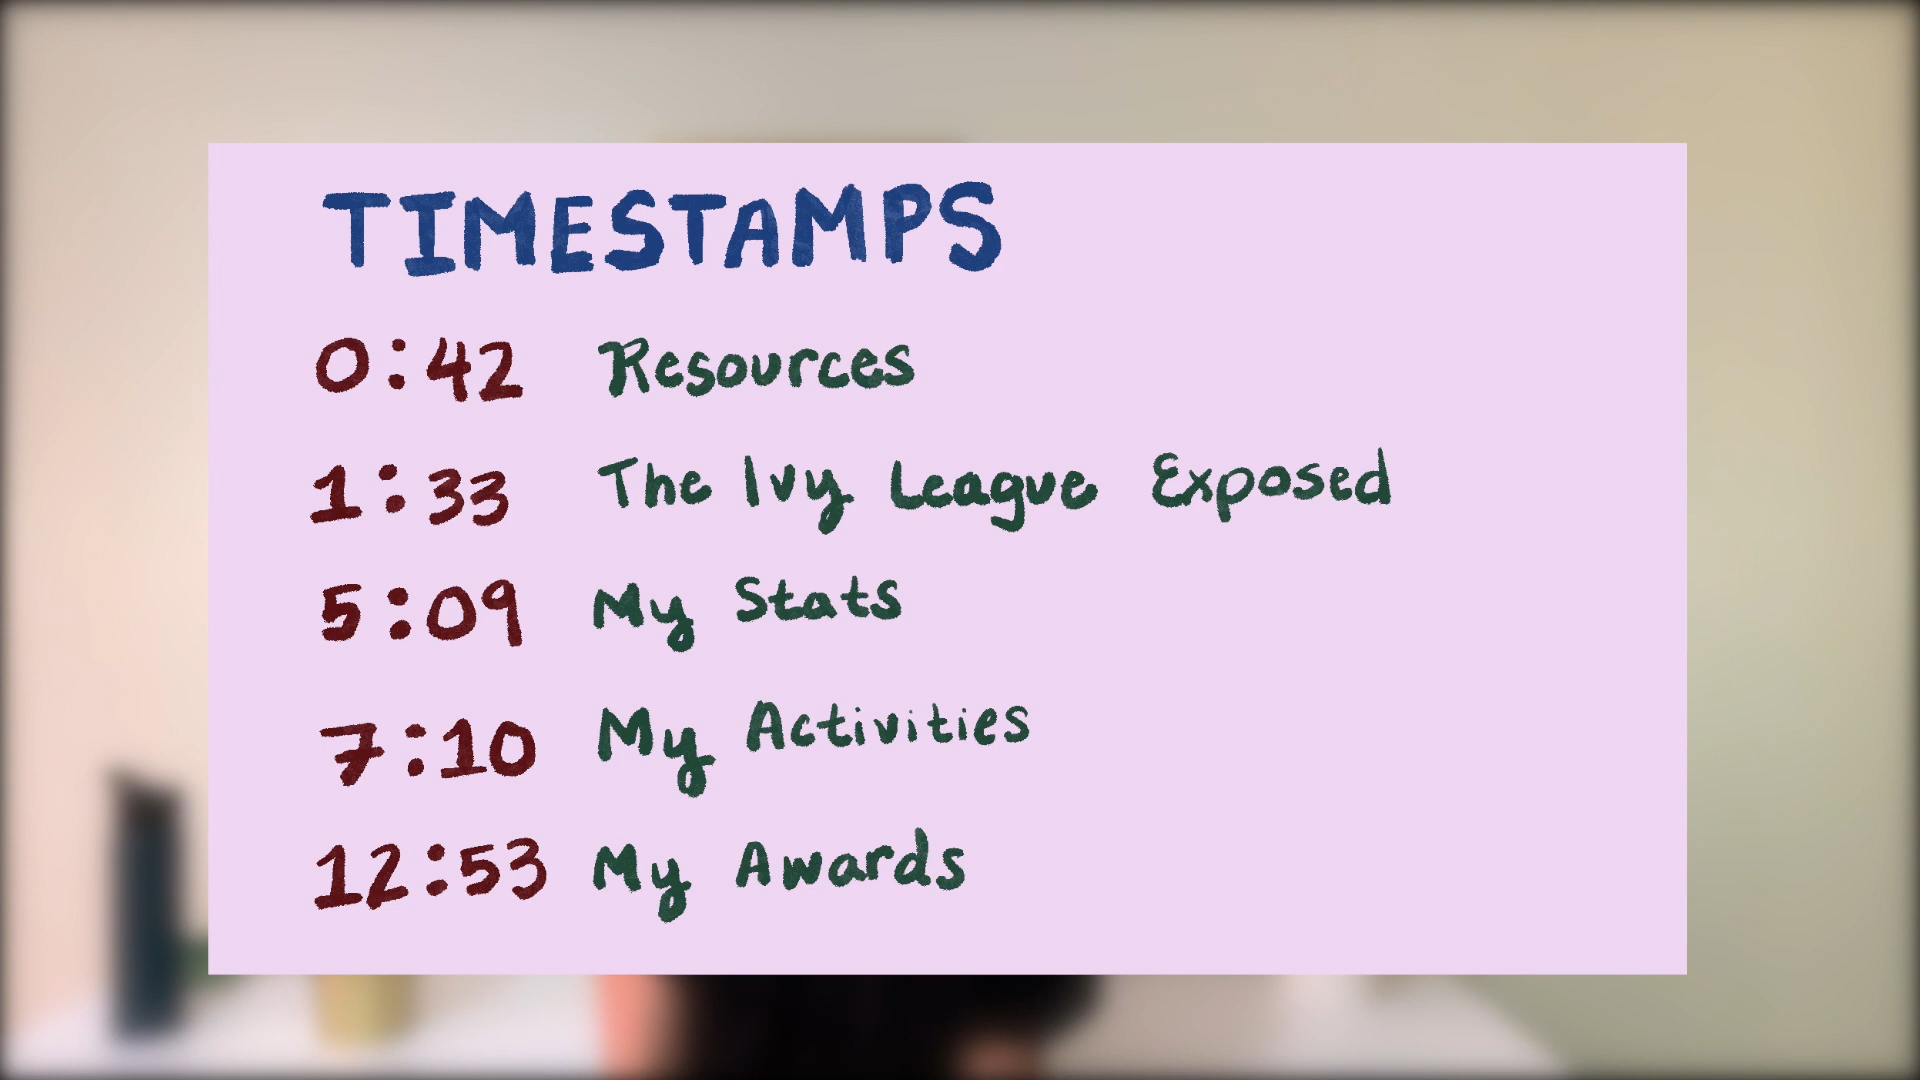 TIMESTAMPS
0:42 Resources
1:33 The Ivy League Exposed
5:09 My Stats
7:10 My Activities
12:53 My Awards